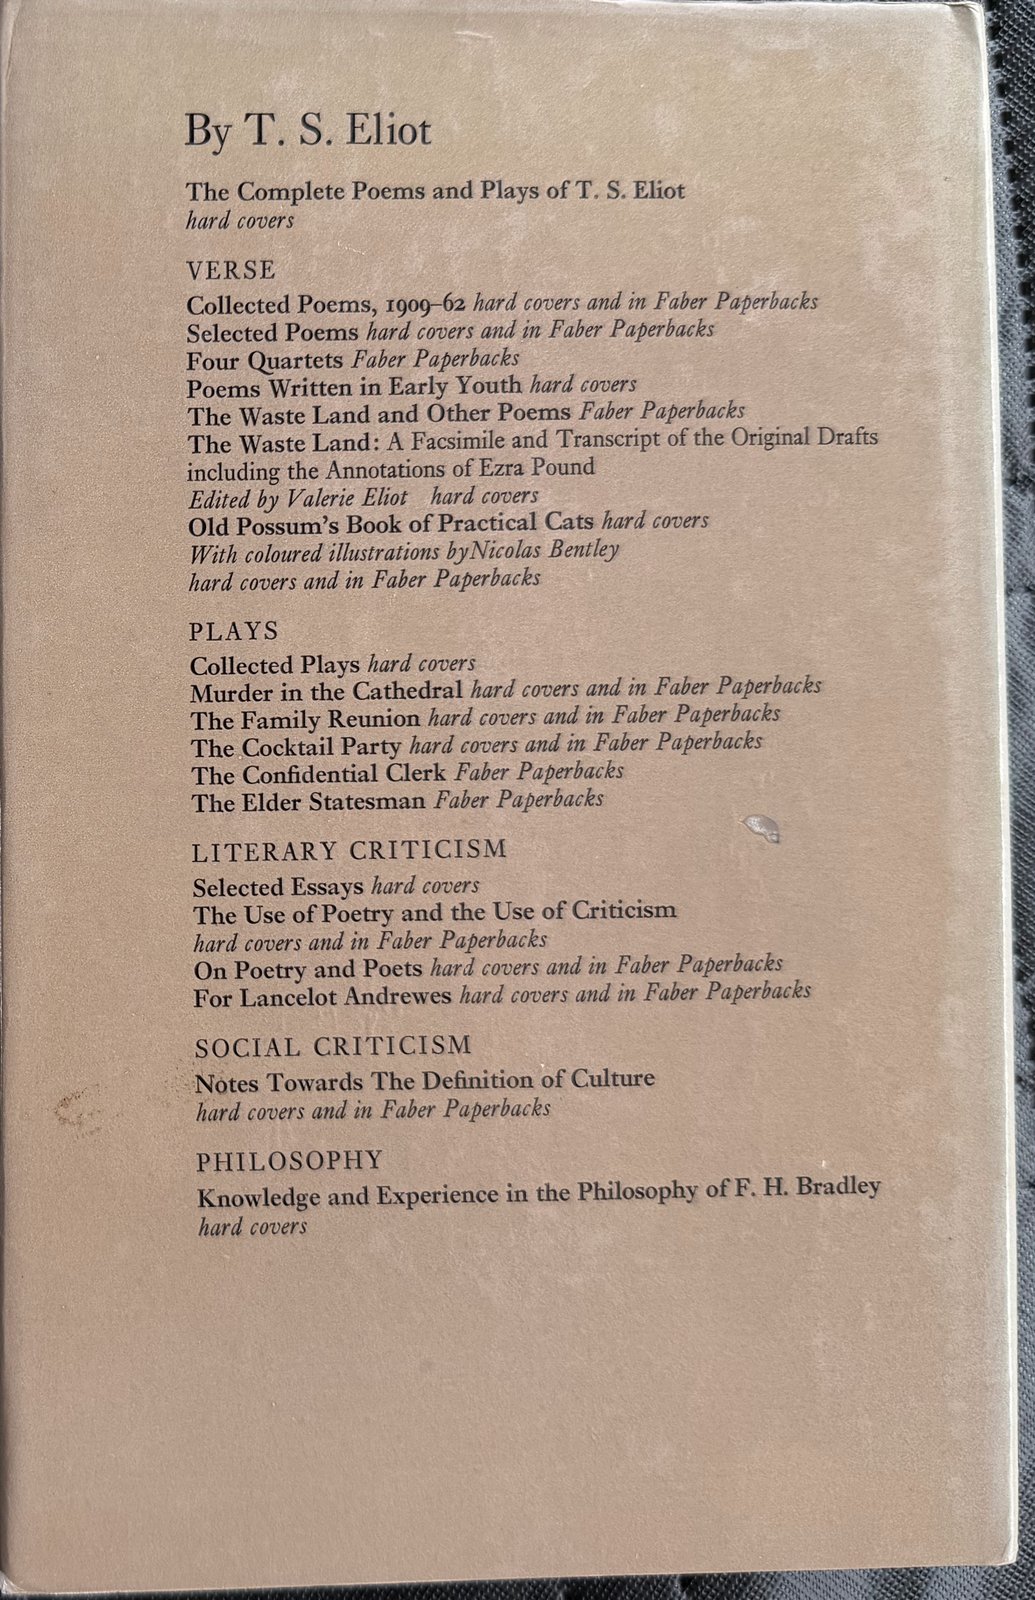 By T. S. Eliot
The Complete Poems and Plays of T. S. Eliot
hard covers
VERSE
Collected Poems, 1909–62 hard covers and in Faber Paperbacks
Selected Poems hard covers and in Faber Paperbacks
Four Quartets Faber Paperbacks
Poems Written in Early Youth hard covers
The Waste Land and Other Poems Faber Paperbacks
The Waste Land: A Facsimile and Transcript of the Original Drafts
including the Annotations of Ezra Pound
Edited by Valerie Eliot hard covers
Old Possum's Book of Practical Cats hard covers
With coloured illustrations by Nicolas Bentley
hard covers and in Faber Paperbacks
PLAYS
Collected Plays hard covers
Murder in the Cathedral hard covers and in Faber Paperbacks
The Family Reunion hard covers and in Faber Paperbacks
The Cocktail Party hard covers and in Faber Paperbacks
The Confidential Clerk Faber Paperbacks
The Elder Statesman Faber Paperbacks
LITERARY CRITICISM
Selected Essays hard covers
The Use of Poetry and the Use of Criticism
hard covers and in Faber Paperbacks
On Poetry and Poets hard covers and in Faber Paperbacks
For Lancelot Andrewes hard covers and in Faber Paperbacks
SOCIAL CRITICISM
Notes Towards The Definition of Culture
hard covers and in Faber Paperbacks
PHILOSOPHY
Knowledge and Experience in the Philosophy of F. H. Bradley
hard covers